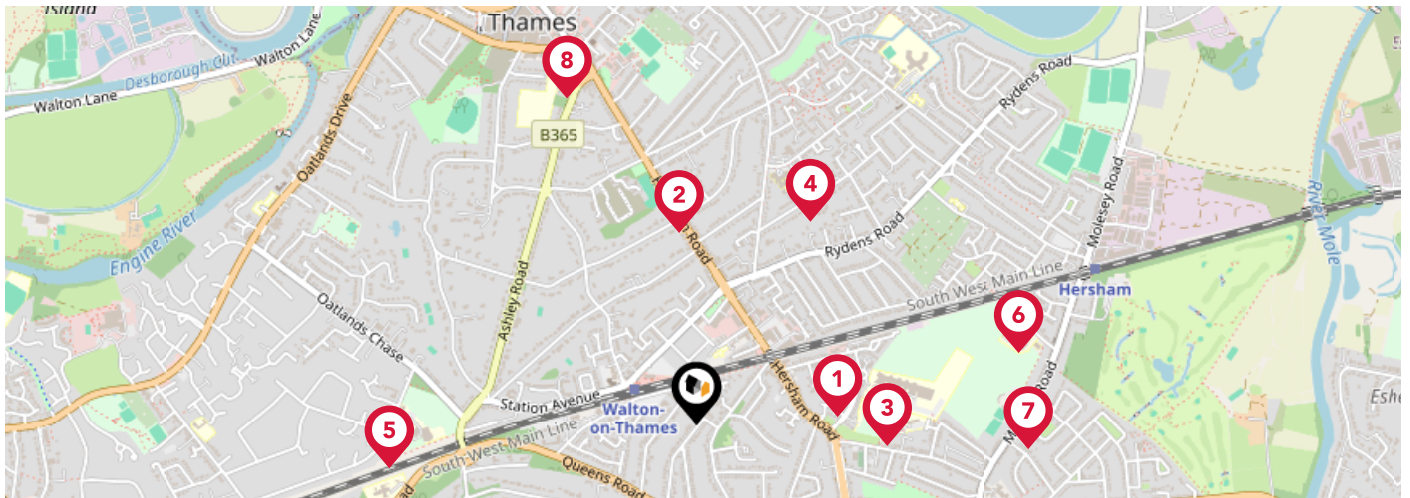 Island
Thames
Walton Lane
Desborough Cut
Walton Lane
8
B365
Rydens Road
Oatlands Drive
2
Road
4
Rydens Road
Molesey Road
River Mole
Engine River
Ashley Road
South West Main Line
Hersham
Oatlands Chase
6
Station Avenue
Walton-
on-Thames
Hersham Road
1
3
7
Road
5
South West Main Line
Queens Road